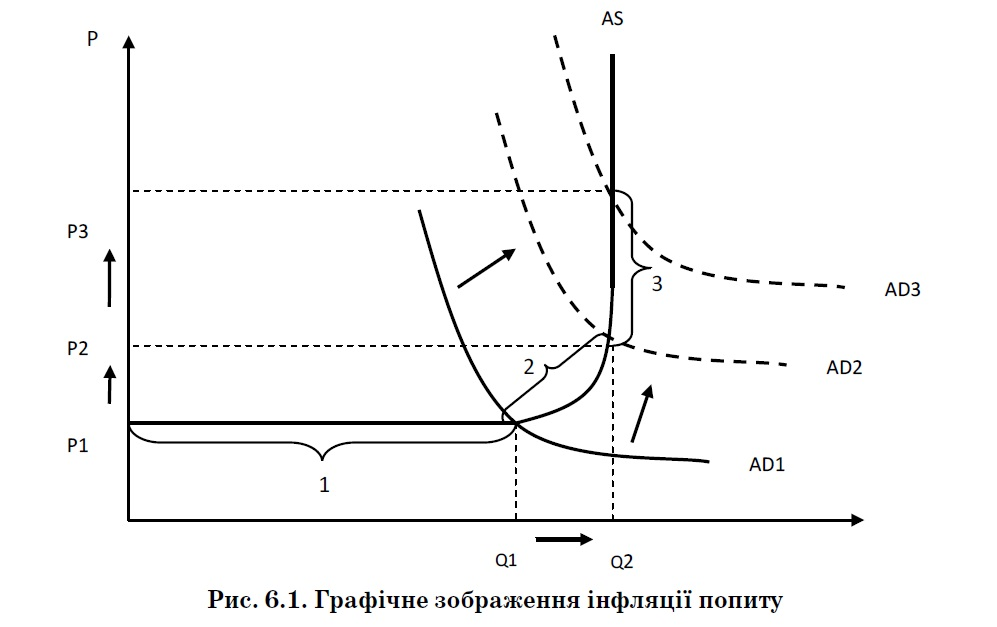 AS
P
P3
3
AD3
P2
2
AD2
P1
AD1
1
Q1
Q2
Рис. 6.1. Графічне зображення інфляції попиту